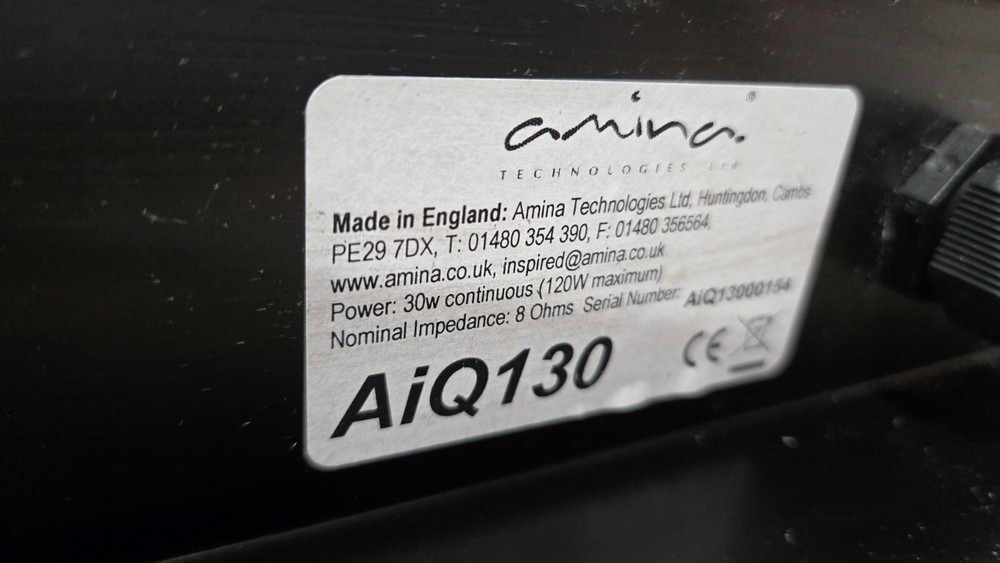 amina.®
TECHNOLOGIES Ltd
Made in England: Amina Technologies Ltd, Huntingdon, Cambs
PE29 7DX, T: 01480 354 390, F: 01480 356564,
www.amina.co.uk, inspired@amina.co.uk
Power: 30w continuous (120W maximum)
Nominal Impedance: 8 Ohms Serial Number: AiQ13000154
AiQ130
CE